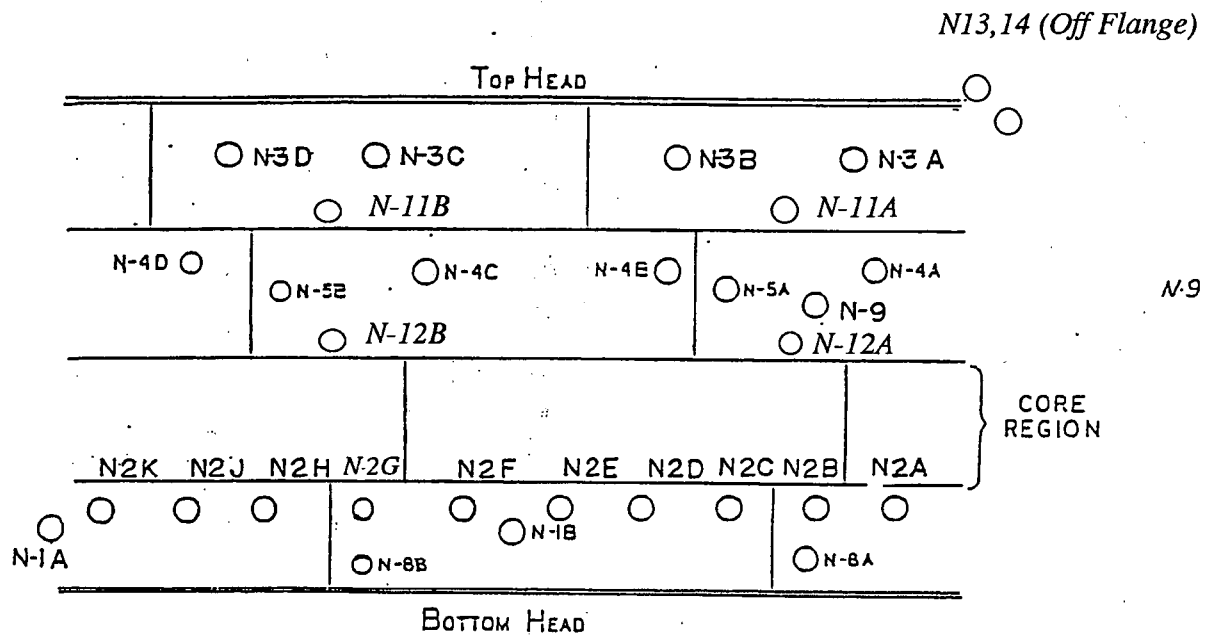 N13,14 (Off Flange)
TOP HEAD
N-3D N-3C N-3B N-3A
N-11B N-11A
N-4D N-4C N-4B N-4A
N-5B N-5A N-9 N-9
N-12B N-12A
CORE
REGION
N2K N2J N2H N-2G N2F N2E N2D N2C N2B N2A
N-1A N-1B
N-8B N-8A
BOTTOM HEAD